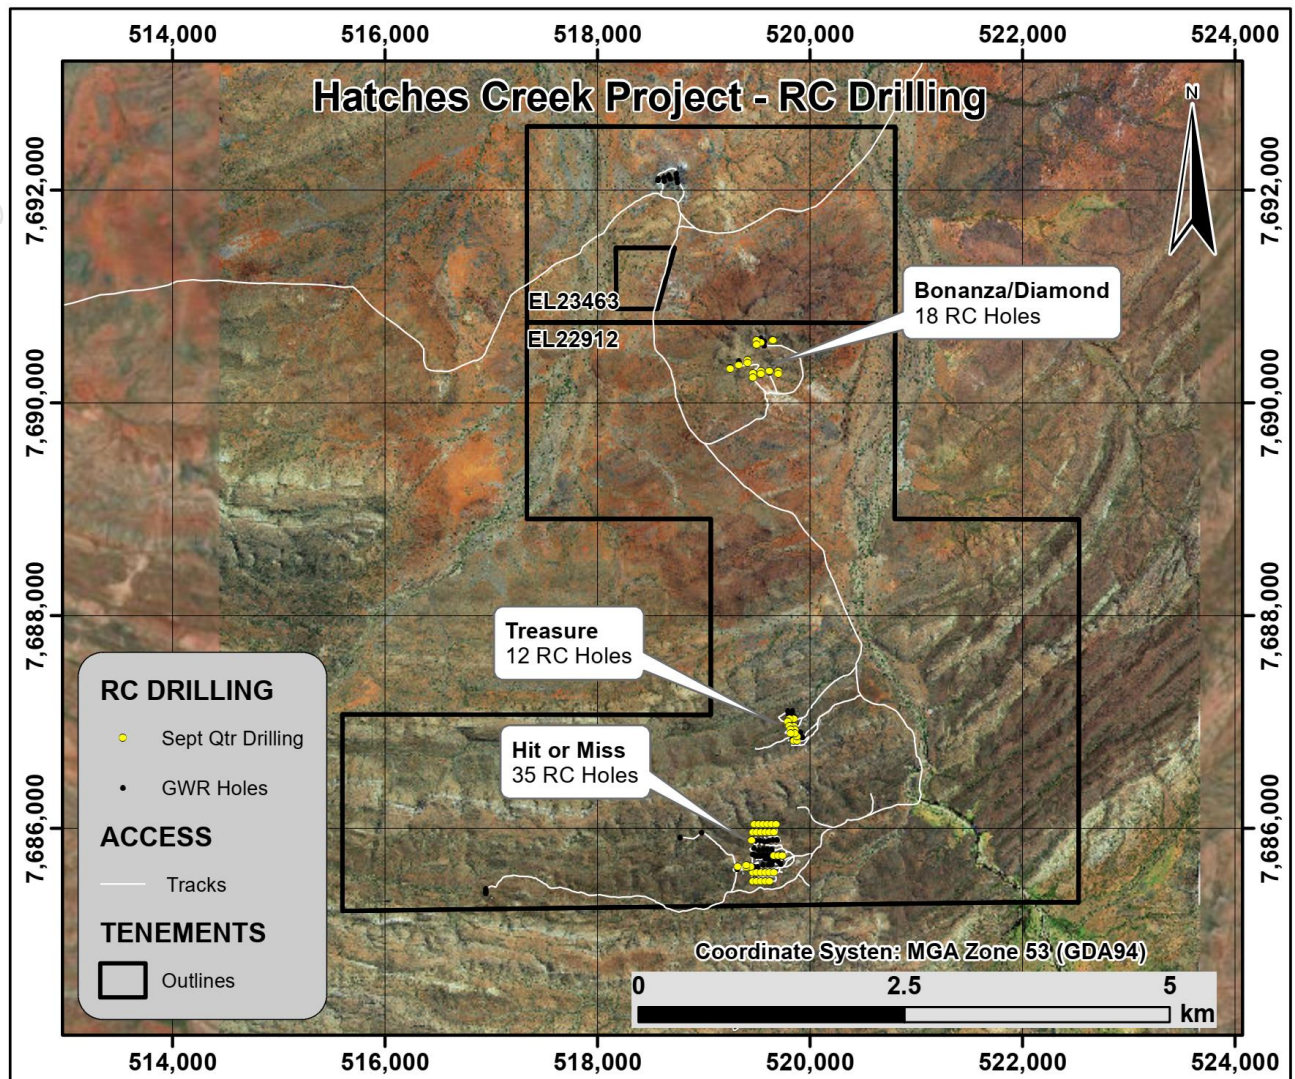 514,000 516,000 518,000 520,000 522,000 524,000
Hatches Creek Project - RC Drilling
N
7,692,000
7,692,000
EL23463
EL22912
Bonanza/Diamond
18 RC Holes
7,690,000
7,690,000
7,688,000
7,688,000
Treasure
12 RC Holes
Hit or Miss
35 RC Holes
7,686,000
7,686,000
RC DRILLING
Sept Qtr Drilling
GWR Holes
ACCESS
Tracks
TENEMENTS
Outlines
Coordinate Systen: MGA Zone 53 (GDA94)
0 2.5 5
km
514,000 516,000 518,000 520,000 522,000 524,000